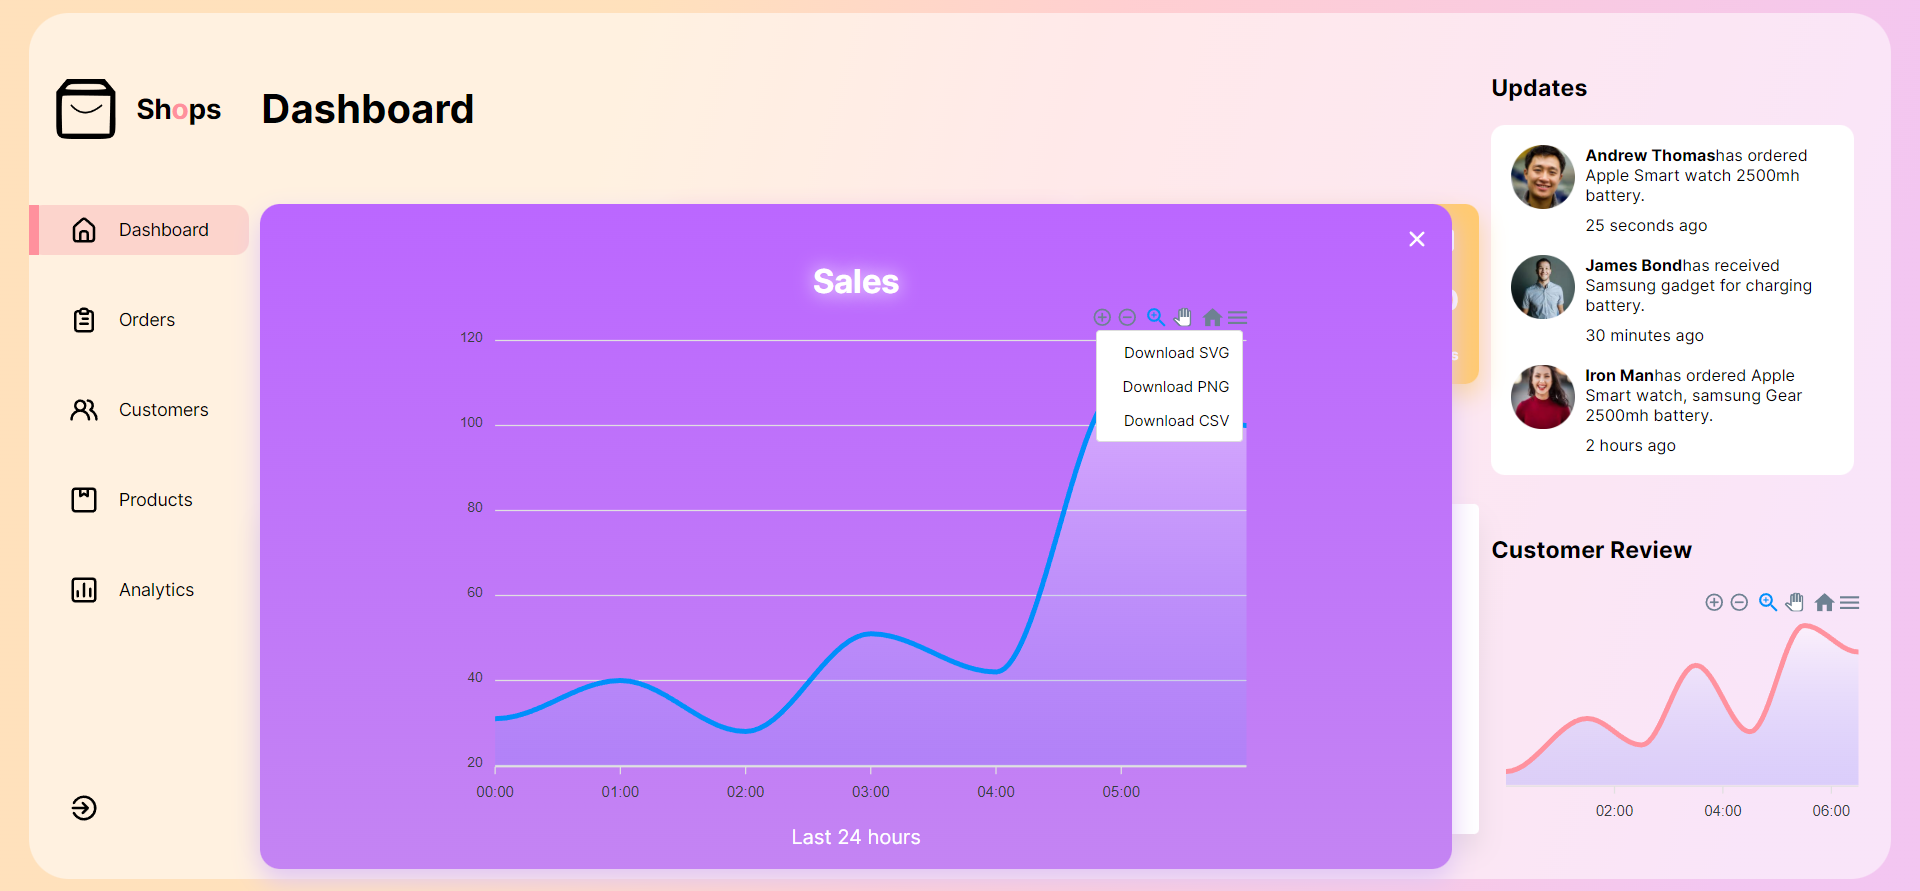 Shops
Dashboard
Dashboard
Orders
Customers
Products
Analytics
Sales
Download SVG
Download PNG
Download CSV
120
100
80
60
40
20
00:00
01:00
02:00
03:00
04:00
05:00
Last 24 hours
Updates
Andrew Thomashas ordered
Apple Smart watch 2500mh
battery.
25 seconds ago
James Bondhas received
Samsung gadget for charging
battery.
30 minutes ago
Iron Manhas ordered Apple
Smart watch, samsung Gear
2500mh battery.
2 hours ago
Customer Review
02:00
04:00
06:00